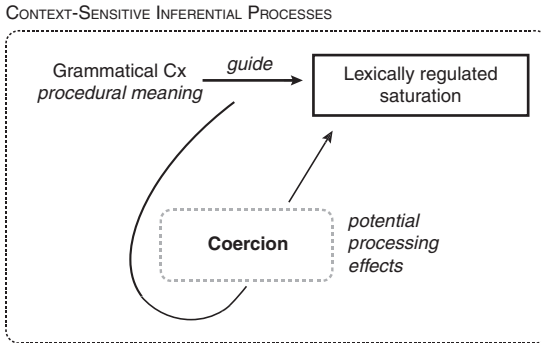 CONTEXT-SENSITIVE INFERENTIAL PROCESSES
Grammatical Cx
procedural meaning
guide
Lexically regulated
saturation
Coercion
potential
processing
effects